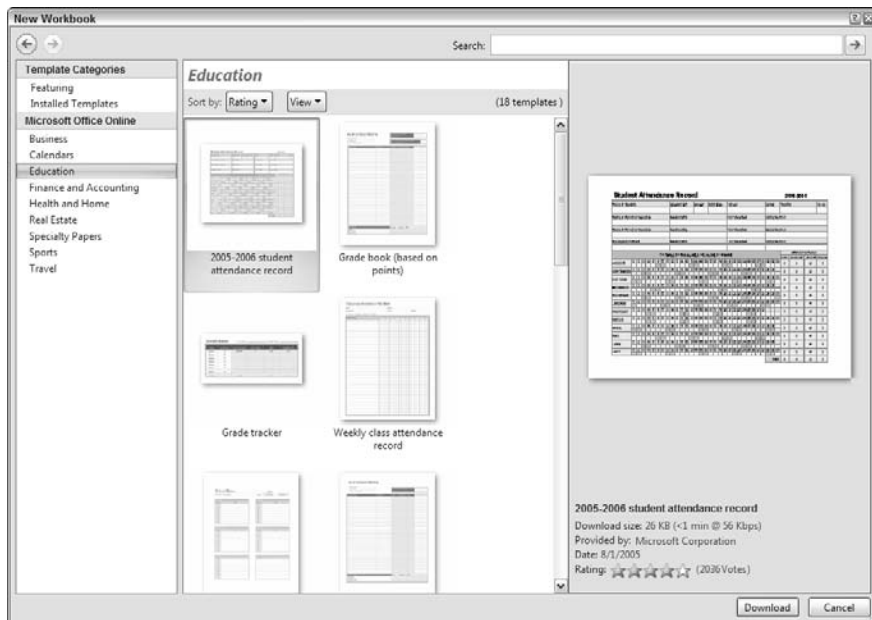 New Workbook
Search:
Template Categories
Featuring
Installed Templates
Microsoft Office Online
Business
Calendars
Education
Finance and Accounting
Health and Home
Real Estate
Specialty Papers
Sports
Travel
Education
Sort by: Rating View (18 templates)
2005-2006 student
attendance record
Grade book (based on
points)
Grade tracker
Weekly class attendance
record
Student Attendance Record
2005-2006 student attendance record
Download size: 26 KB (<1 min @ 56 Kbps)
Provided by: Microsoft Corporation
Date: 8/1/2005
Rating: (2036 Votes)
Download Cancel